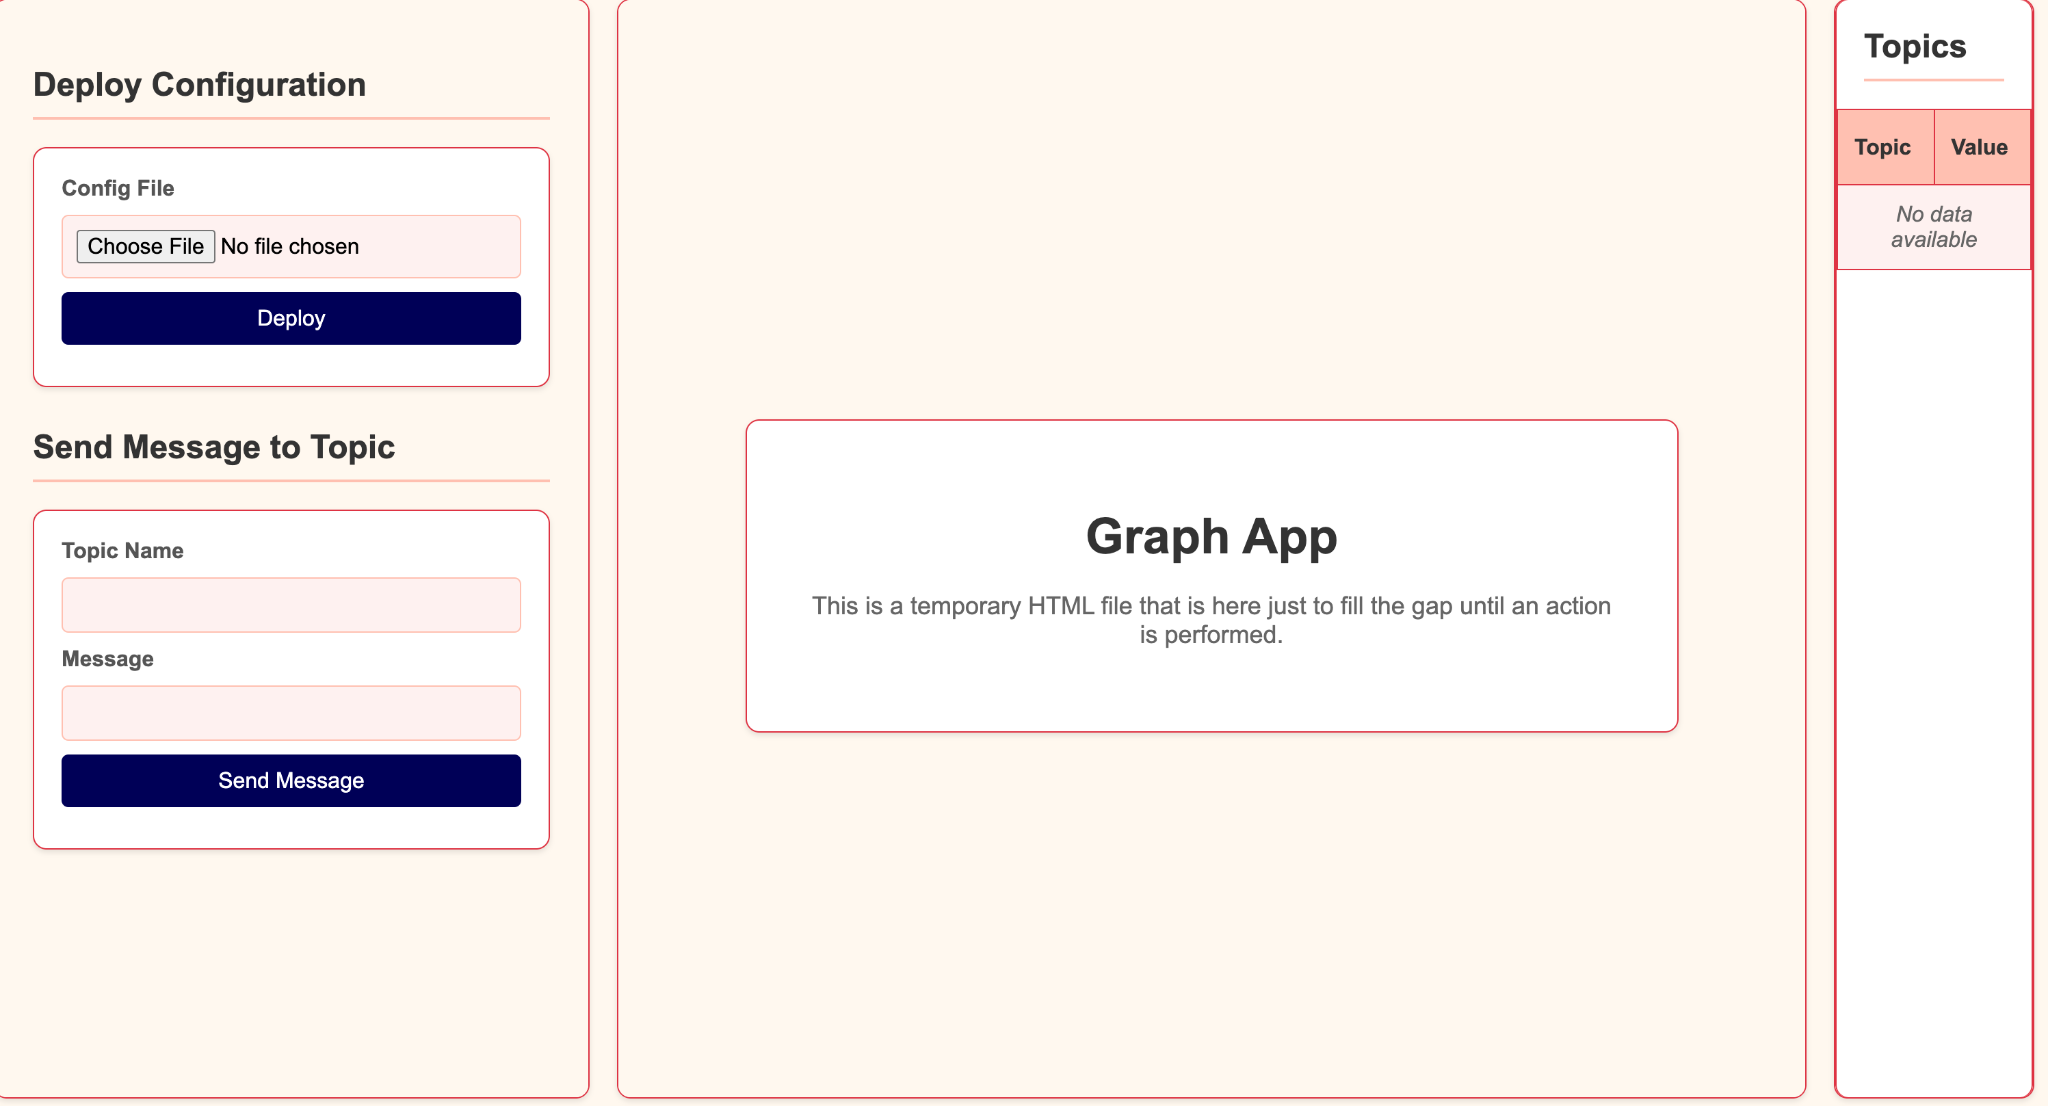 Deploy Configuration
Config File
Choose File No file chosen
Deploy
Send Message to Topic
Topic Name
Message
Send Message
Graph App
This is a temporary HTML file that is here just to fill the gap until an action
is performed.
Topics
Topic Value
No data
available